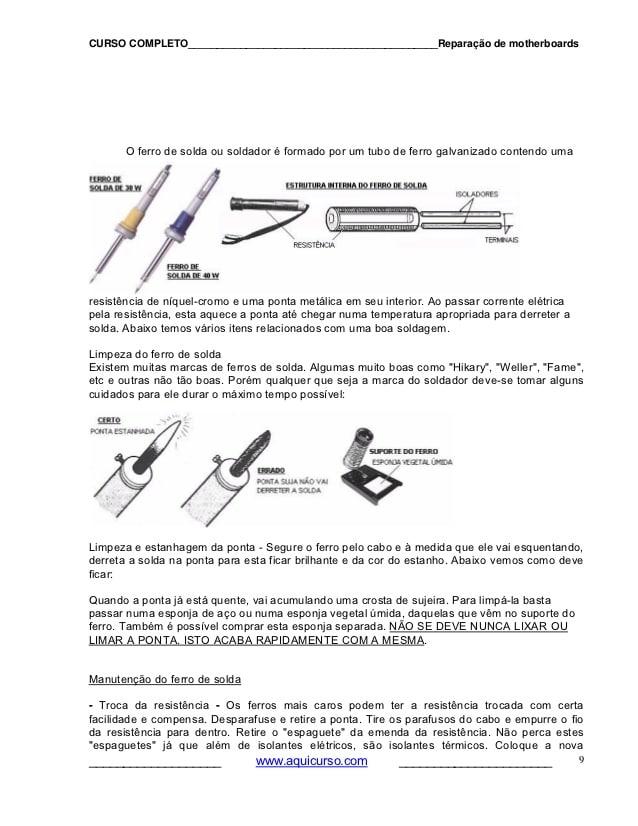 CURSO COMPLETO__________________________________________Reparação de motherboards
O ferro de solda ou soldador é formado por um tubo de ferro galvanizado contendo uma
FERRO DE
SOLDA DE 30 W
FERRO DE
SOLDA DE 40 W
ESTRUTURA INTERNA DO FERRO DE SOLDA
ISOLADORES
RESISTÊNCIA
TERMINAIS
resistência de níquel-cromo e uma ponta metálica em seu interior. Ao passar corrente elétrica
pela resistência, esta aquece a ponta até chegar numa temperatura apropriada para derreter a
solda. Abaixo temos vários itens relacionados com uma boa soldagem.
Limpeza do ferro de solda
Existem muitas marcas de ferros de solda. Algumas muito boas como "Hikary", "Weller", "Fame",
etc e outras não tão boas. Porém qualquer que seja a marca do soldador deve-se tomar alguns
cuidados para ele durar o máximo tempo possível:
CERTO
PONTA ESTANHADA
ERRADO
PONTA SUJA NÃO VAI
DERRETER A SOLDA
SUPORTE DO FERRO
ESPONJA VEGETAL ÚMIDA
Limpeza e estanhagem da ponta - Segure o ferro pelo cabo e à medida que ele vai esquentando,
derreta a solda na ponta para esta ficar brilhante e da cor do estanho. Abaixo vemos como deve
ficar:
Quando a ponta já está quente, vai acumulando uma crosta de sujeira. Para limpá-la basta
passar numa esponja de aço ou numa esponja vegetal úmida, daquelas que vêm no suporte do
ferro. Também é possível comprar esta esponja separada. NÃO SE DEVE NUNCA LIXAR OU
LIMAR A PONTA. ISTO ACABA RAPIDAMENTE COM A MESMA.
Manutenção do ferro de solda
- Troca da resistência - Os ferros mais caros podem ter a resistência trocada com certa
facilidade e compensa. Desparafuse e retire a ponta. Tire os parafusos do cabo e empurre o fio
da resistência para dentro. Retire o "espaguete" da emenda da resistência. Não perca estes
"espaguetes" já que além de isolantes elétricos, são isolantes térmicos. Coloque a nova
____________________ www.aquicurso.com _______________________ 9